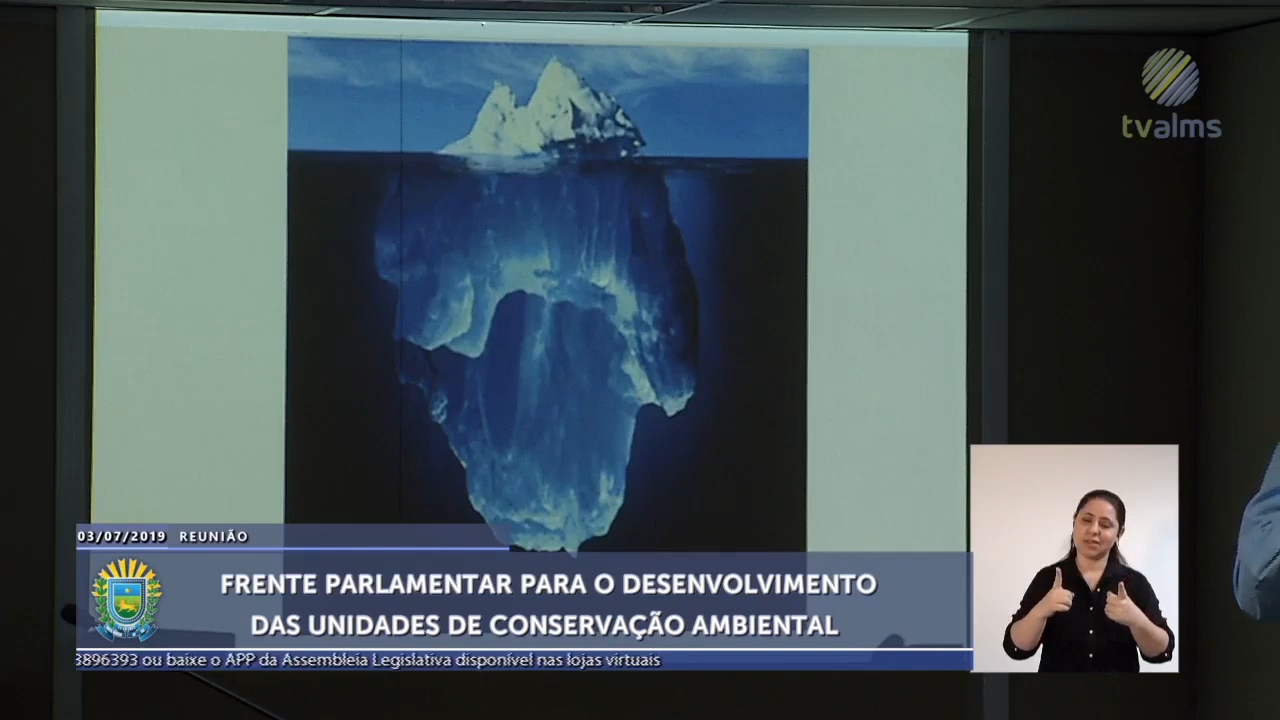 tvalms
03/07/2019 REUNIÃO
FRENTE PARLAMENTAR PARA O DESENVOLVIMENTO
DAS UNIDADES DE CONSERVAÇÃO AMBIENTAL
3896393 ou baixe o APP da Assembleia Legislativa disponível nas lojas virtuais